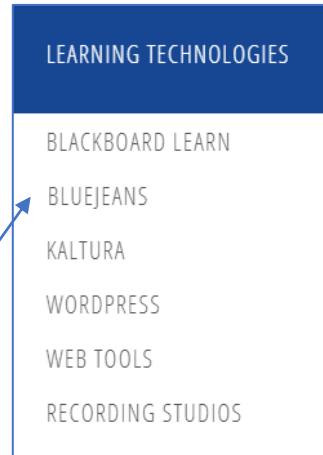 LEARNING TECHNOLOGIES
BLACKBOARD LEARN
BLUEJEANS
KALTURA
WORDPRESS
WEB TOOLS
RECORDING STUDIOS